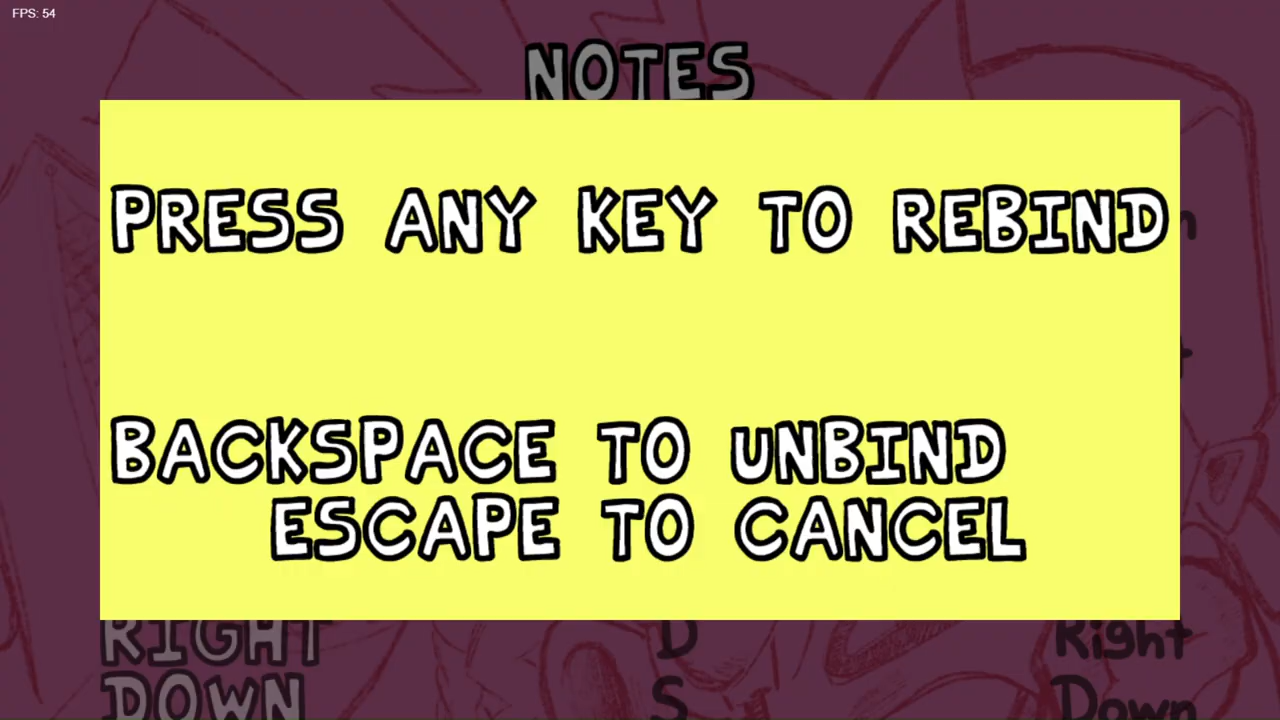 FPS: 54
NOTES
PRESS ANY KEY TO REBIND
BACKSPACE TO UNBIND
ESCAPE TO CANCEL
RIGHT D Right
DOWN S Down